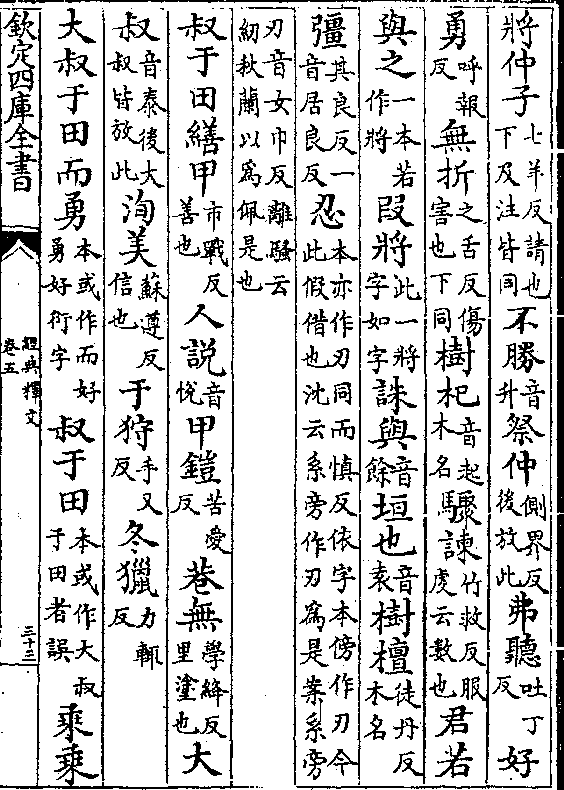 將仲子七羊反請也下及注皆同不勝音升祭仲側界反後放此弗聽吐丁反好
勇呼報反無折之舌反傷害也下同樹杞音起木名驟諫竹救反服虔云數也君若
與之一本若作將叚將此一將字如字誅與音餘垣也音袁樹檀徒丹反木名
彊其良反一音居良反忍本亦作刃同而慎反依字本傍作刃今此假借也沈云糸旁作刃爲是案糸旁
刃音女巾反離騷云紉秋蘭以爲佩是也
叔于田繕甲市戰反善也人説音悅甲鎧苦愛反巷無學絳反里塗也大
叔音泰後大叔皆放此洵美蘇遵反信也于狩手又反冬獵力輒反
大叔于田而勇本或作而好勇好衍字叔于田本或作大叔于田者誤乘乘
欽定四庫全書
經典釋文
卷五
三十三